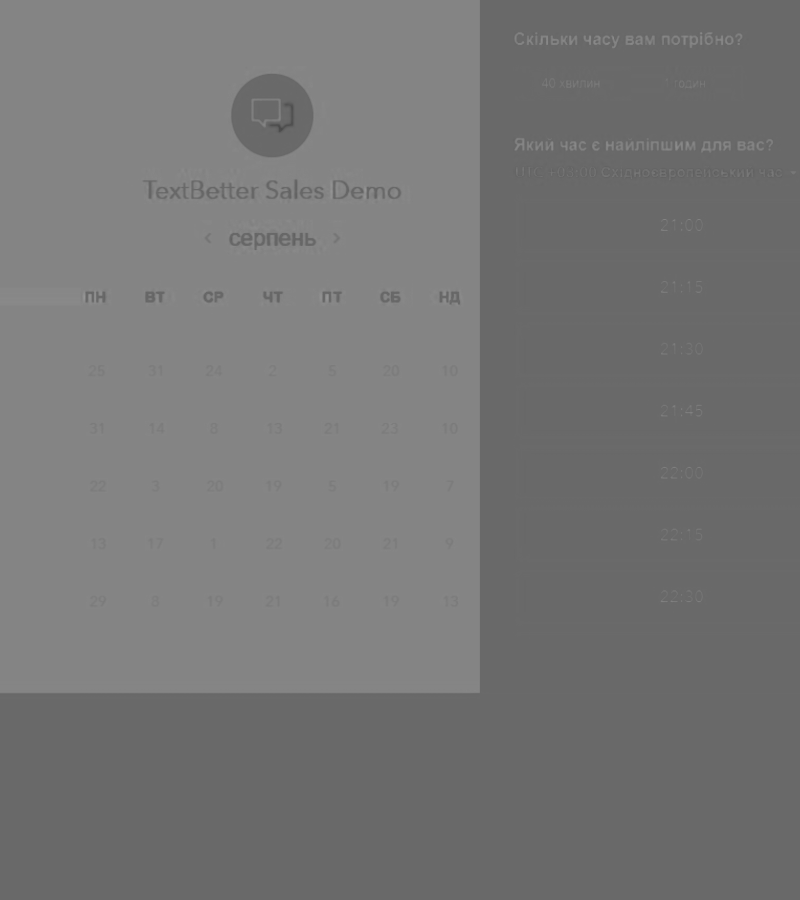 TextBetter Sales Demo
‹ серпень ›
ПН ВТ СР ЧТ ПТ СБ НД
25 31 24 2 5 20 10
31 14 8 13 21 23 10
22 3 20 19 5 19 7
13 17 1 22 20 21 9
29 8 19 21 16 19 13
Скільки часу вам потрібно?
40 хвилин 1 годин
Який час є найліпшим для вас?
Східноєвропейський час
21:00
21:15
21:30
21:45
22:00
22:15
22:30